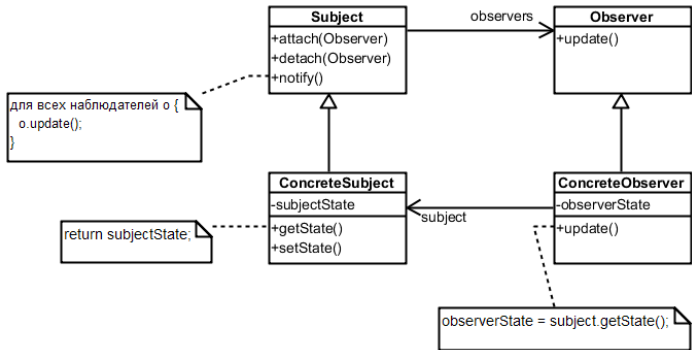 Subject
+attach(Observer)
+detach(Observer)
+notify()
observers
Observer
+update()
для всех наблюдателей o {
o.update();
}
ConcreteSubject
-subjectState
+getState()
+setState()
subject
ConcreteObserver
-observerState
+update()
return subjectState;
observerState = subject.getState();